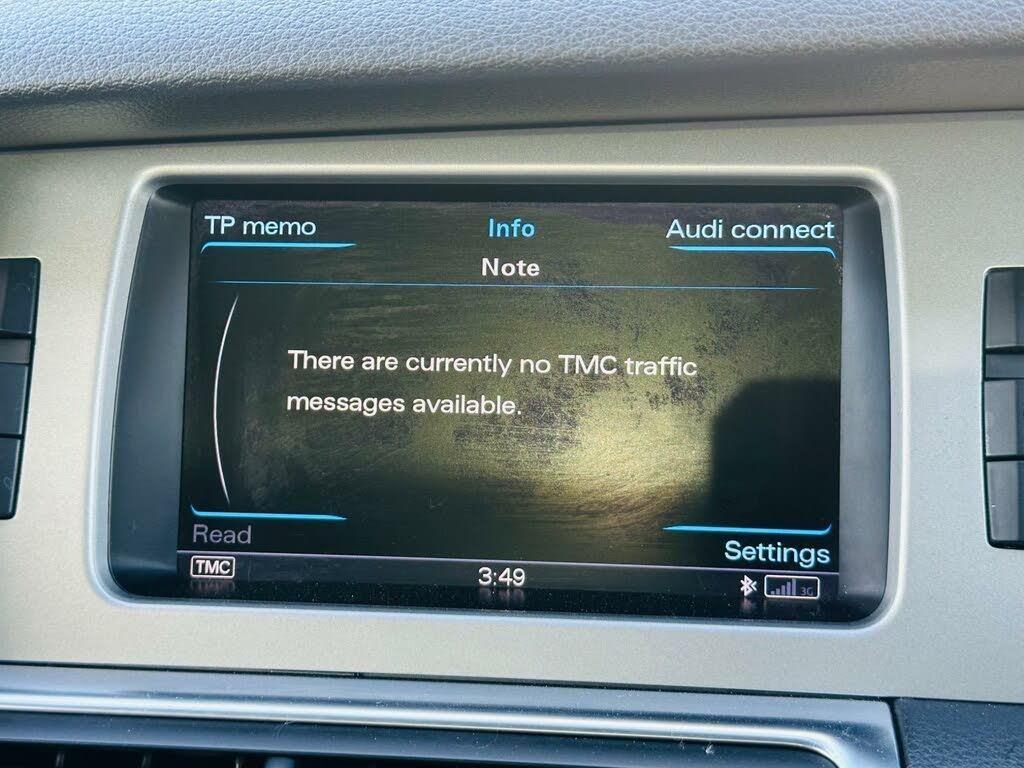 TP memo
Info
Audi connect
Note
There are currently no TMC traffic
messages available.
Read
Settings
TMC
3:49
3G